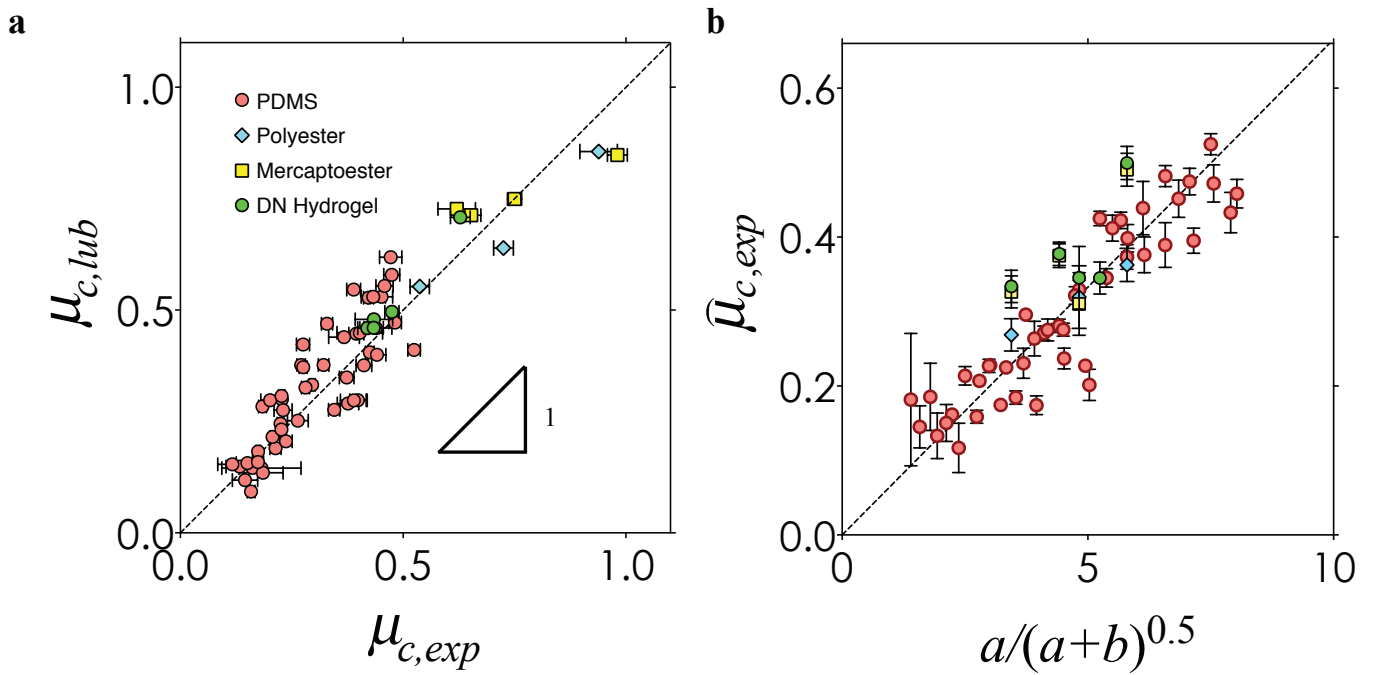 a
1.0
0.5
0.0
0.0
0.5
1.0
μc,lub
μc,exp
PDMS
Polyester
Mercaptoester
DN Hydrogel
1
b
0.6
0.4
0.2
0.0
0
5
10
μ̂c,exp
a/(a+b)0.5